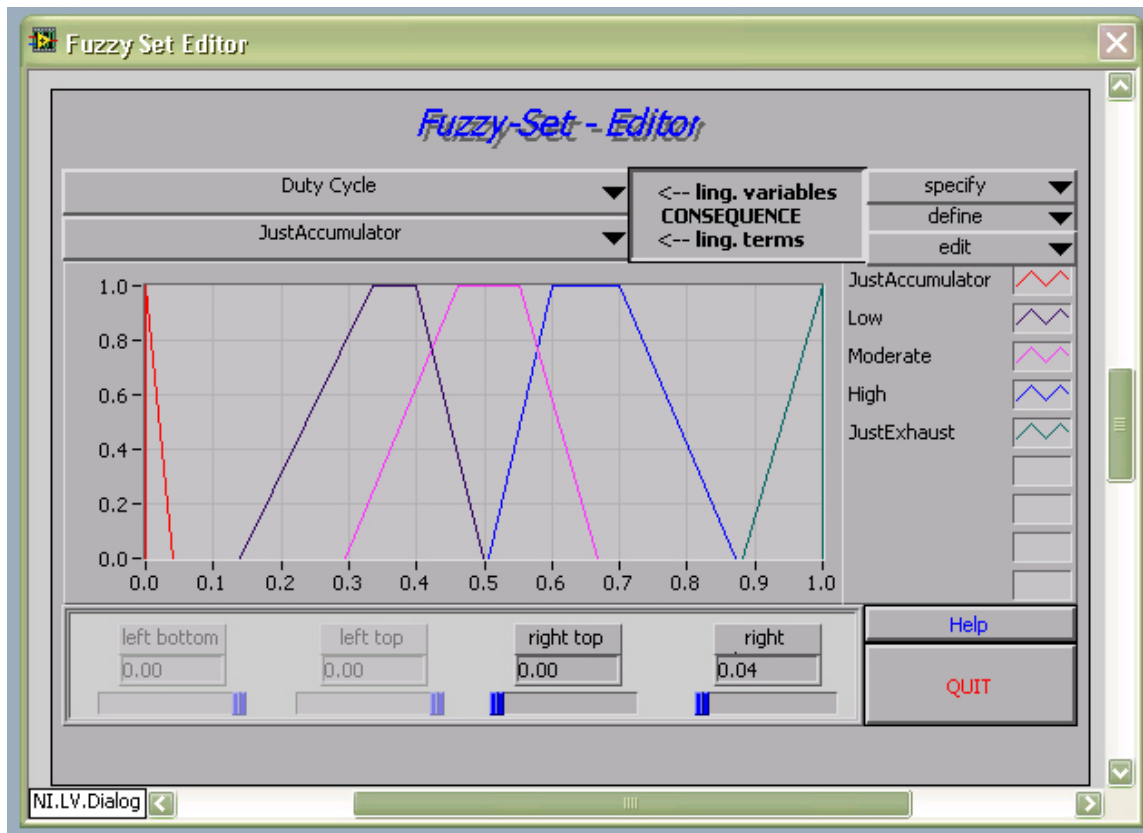 Fuzzy Set Editor
Fuzzy-Set - Editor
Duty Cycle
<-- ling. variables
specify
CONSEQUENCE
define
JustAccumulator
<-- ling. terms
edit
1.0
JustAccumulator
Low
0.8
Moderate
0.6
High
JustExhaust
0.4
0.2
0.0
0.0 0.1 0.2 0.3 0.4 0.5 0.6 0.7 0.8 0.9 1.0
left bottom left top right top right
0.00 0.00 0.00 0.04
Help
QUIT
NI.LV.Dialog